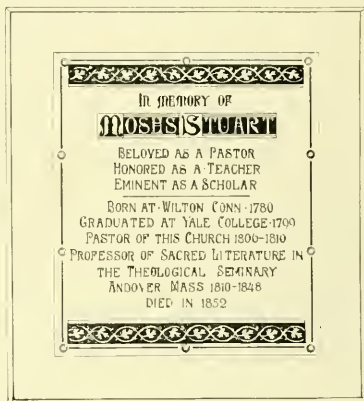 IN MEMORY OF
MOSES STUART
BELOVED AS A PASTOR
HONORED AS A TEACHER
EMINENT AS A SCHOLAR
BORN AT WILTON CONN 1780
GRADUATED AT YALE COLLEGE 1799
PASTOR OF THIS CHURCH 1806-1810
PROFESSOR OF SACRED LITERATURE IN
THE THEOLOGICAL SEMINARY
ANDOVER MASS 1810-1848
DIED IN 1852